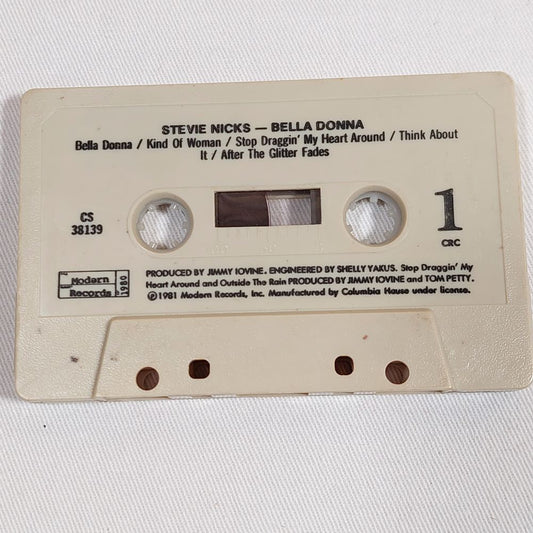 STEVIE NICKS — BELLA DONNA
Bella Donna / Kind Of Woman / Stop Draggin' My Heart Around / Think About
It / After The Glitter Fades
CS
38139
1
CRC
Modern
Records
1980
PRODUCED BY JIMMY IOVINE. ENGINEERED BY SHELLY YAKUS. Stop Draggin' My
Heart Around and Outside The Rain PRODUCED BY JIMMY IOVINE and TOM PETTY.
℗1981 Modern Records, Inc. Manufactured by Columbia House under license.